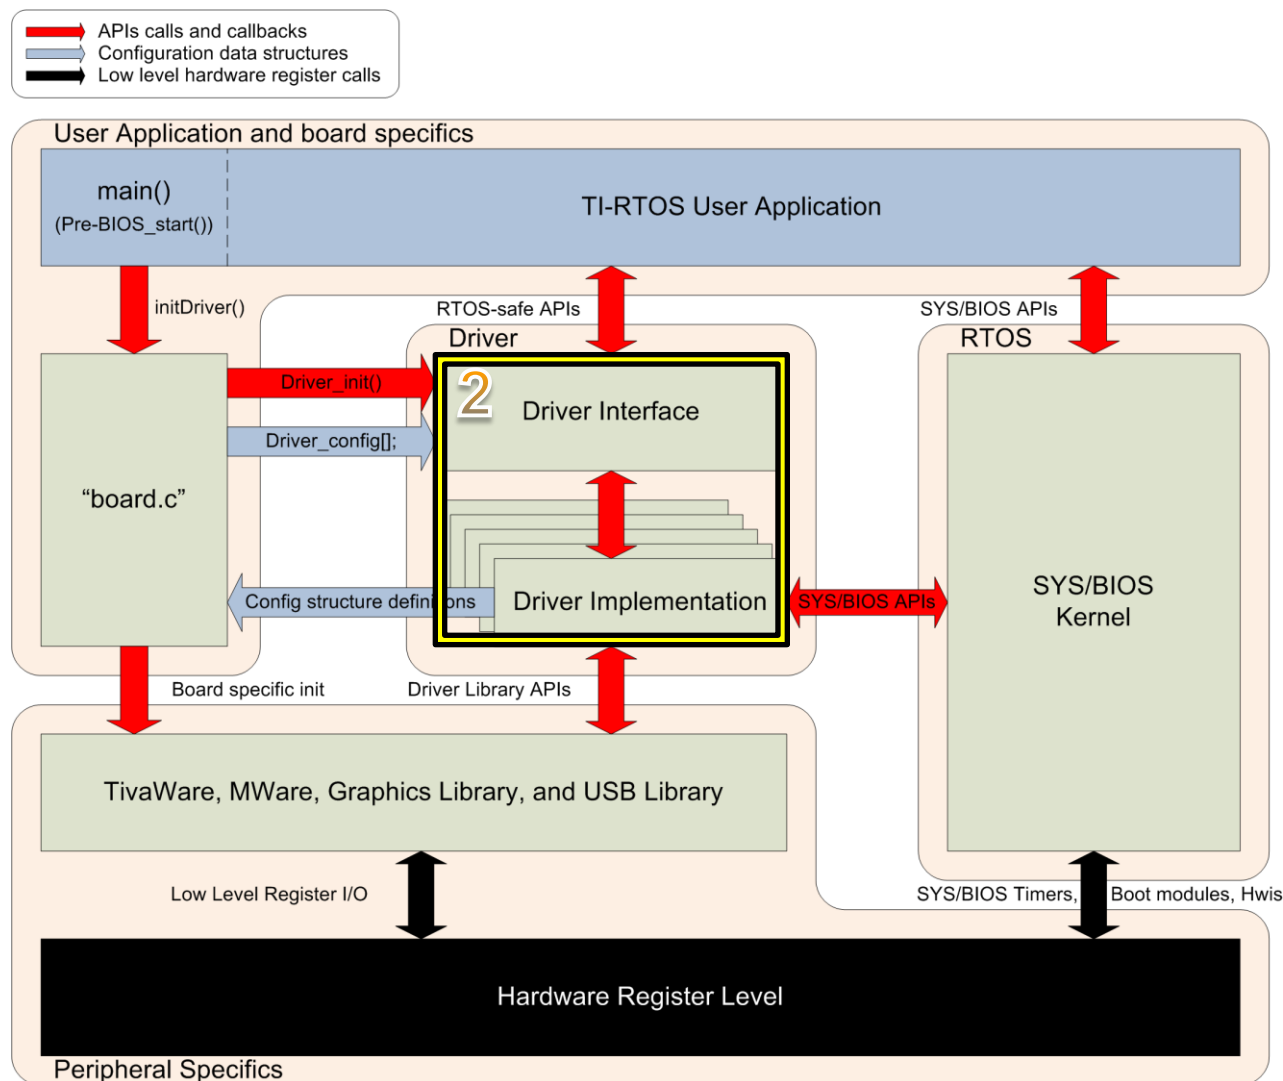 APIs calls and callbacks
Configuration data structures
Low level hardware register calls
User Application and board specifics
main()
(Pre-BIOS_start())
TI-RTOS User Application
initDriver()
RTOS-safe APIs
SYS/BIOS APIs
Driver
RTOS
Driver_init()
2
Driver Interface
Driver_config[];
"board.c"
Config structure definitions
Driver Implementation
SYS/BIOS APIs
SYS/BIOS
Kernel
Board specific init
Driver Library APIs
TivaWare, MWare, Graphics Library, and USB Library
Low Level Register I/O
SYS/BIOS Timers, Boot modules, Hwis
Hardware Register Level
Peripheral Specifics